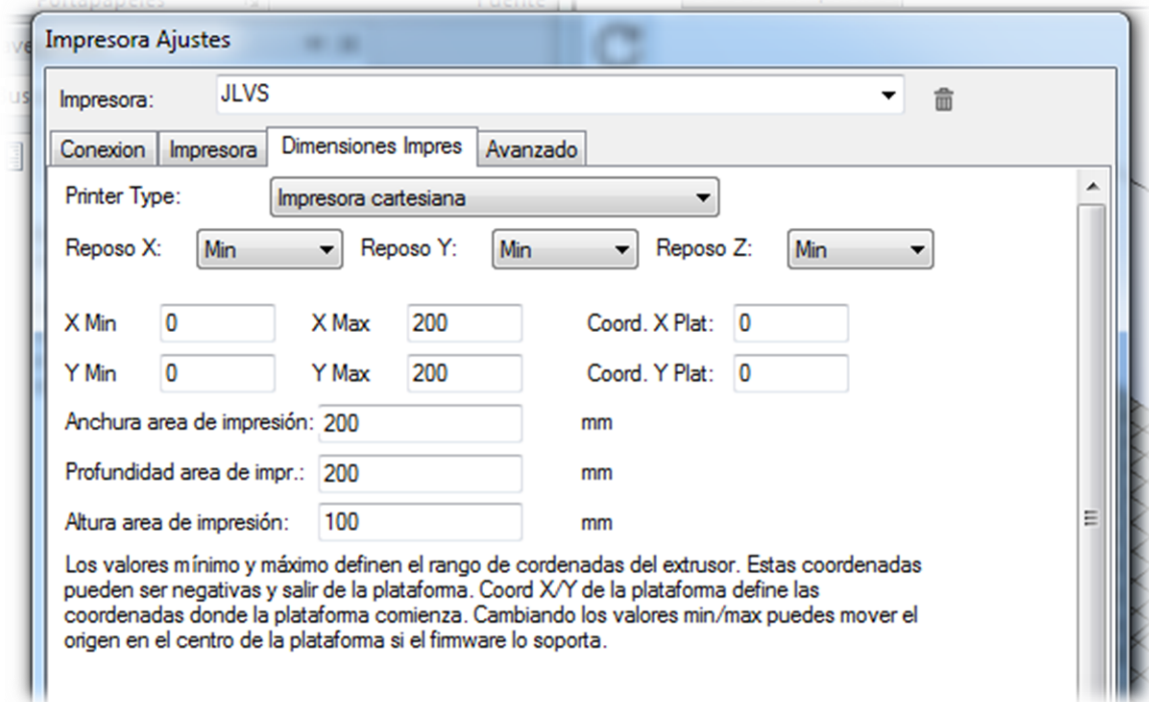 Portapapeles Fuente
Impresora Ajustes
Impresora: JLVS
Conexion Impresora Dimensiones Impres Avanzado
Printer Type: Impresora cartesiana
Reposo X: Min Reposo Y: Min Reposo Z: Min
X Min 0 X Max 200 Coord. X Plat: 0
Y Min 0 Y Max 200 Coord. Y Plat: 0
Anchura area de impresión: 200 mm
Profundidad area de impr.: 200 mm
Altura area de impresión: 100 mm
Los valores mínimo y máximo definen el rango de cordenadas del extrusor. Estas coordenadas
pueden ser negativas y salir de la plataforma. Coord X/Y de la plataforma define las
coordenadas donde la plataforma comienza. Cambiando los valores min/max puedes mover el
origen en el centro de la plataforma si el firmware lo soporta.